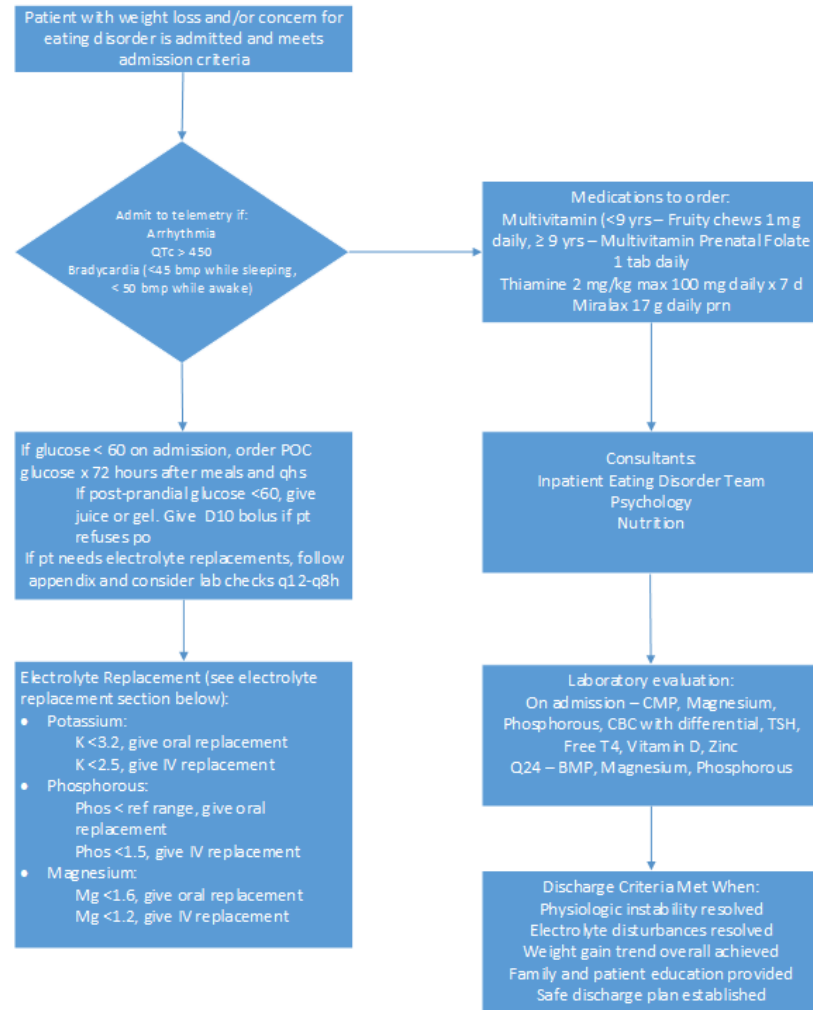 Patient with weight loss and/or concern for
eating disorder is admitted and meets
admission criteria
Admit to telemetry if:
Arrhythmia
QTc > 450
Bradycardia (<45 bmp while sleeping,
< 50 bmp while awake)
If glucose < 60 on admission, order POC
glucose x 72 hours after meals and qhs
If post-prandial glucose <60, give
juice or gel. Give D10 bolus if pt
refuses po
If pt needs electrolyte replacements, follow
appendix and consider lab checks q12-q8h
Electrolyte Replacement (see electrolyte
replacement section below):
• Potassium:
K <3.2, give oral replacement
K <2.5, give IV replacement
• Phosphorous:
Phos < ref range, give oral
replacement
Phos <1.5, give IV replacement
• Magnesium:
Mg <1.6, give oral replacement
Mg <1.2, give IV replacement
Medications to order:
Multivitamin (<9 yrs – Fruity chews 1 mg
daily, ≥ 9 yrs – Multivitamin Prenatal Folate
1 tab daily
Thiamine 2 mg/kg max 100 mg daily x 7 d
Miralax 17 g daily prn
Consultants:
Inpatient Eating Disorder Team
Psychology
Nutrition
Laboratory evaluation:
On admission – CMP, Magnesium,
Phosphorous, CBC with differential, TSH,
Free T4, Vitamin D, Zinc
Q24 – BMP, Magnesium, Phosphorous
Discharge Criteria Met When:
Physiologic instability resolved
Electrolyte disturbances resolved
Weight gain trend overall achieved
Family and patient education provided
Safe discharge plan established